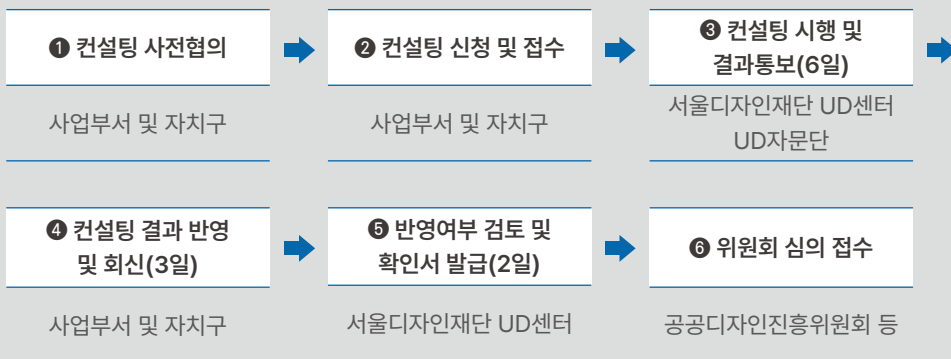 ❶ 컨설팅 사전협의
사업부서 및 자치구
❷ 컨설팅 신청 및 접수
사업부서 및 자치구
❸ 컨설팅 시행 및
결과통보(6일)
서울디자인재단 UD센터
UD자문단
❹ 컨설팅 결과 반영
및 회신(3일)
사업부서 및 자치구
❺ 반영여부 검토 및
확인서 발급(2일)
서울디자인재단 UD센터
❻ 위원회 심의 접수
공공디자인진흥위원회 등